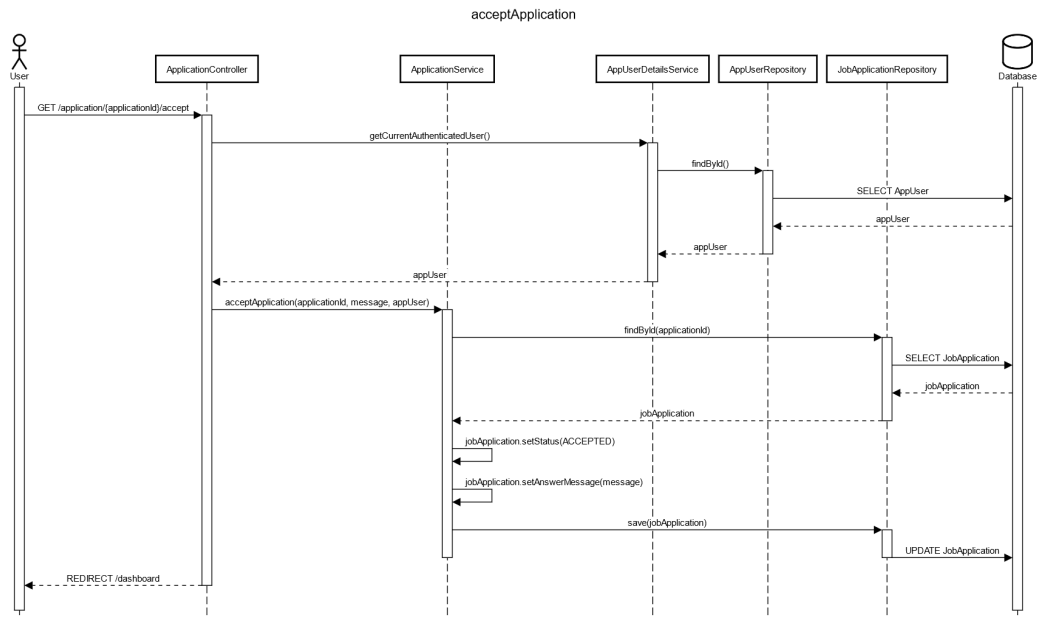 acceptApplication
User
ApplicationController
ApplicationService
AppUserDetailsService
AppUserRepository
JobApplicationRepository
Database
GET /application/{applicationId}/accept
getCurrentAuthenticatedUser()
findById()
SELECT AppUser
appUser
appUser
appUser
acceptApplication(applicationId, message, appUser)
findById(applicationId)
SELECT JobApplication
jobApplication
jobApplication
jobApplication.setStatus(ACCEPTED)
jobApplication.setAnswerMessage(message)
save(jobApplication)
UPDATE JobApplication
REDIRECT /dashboard